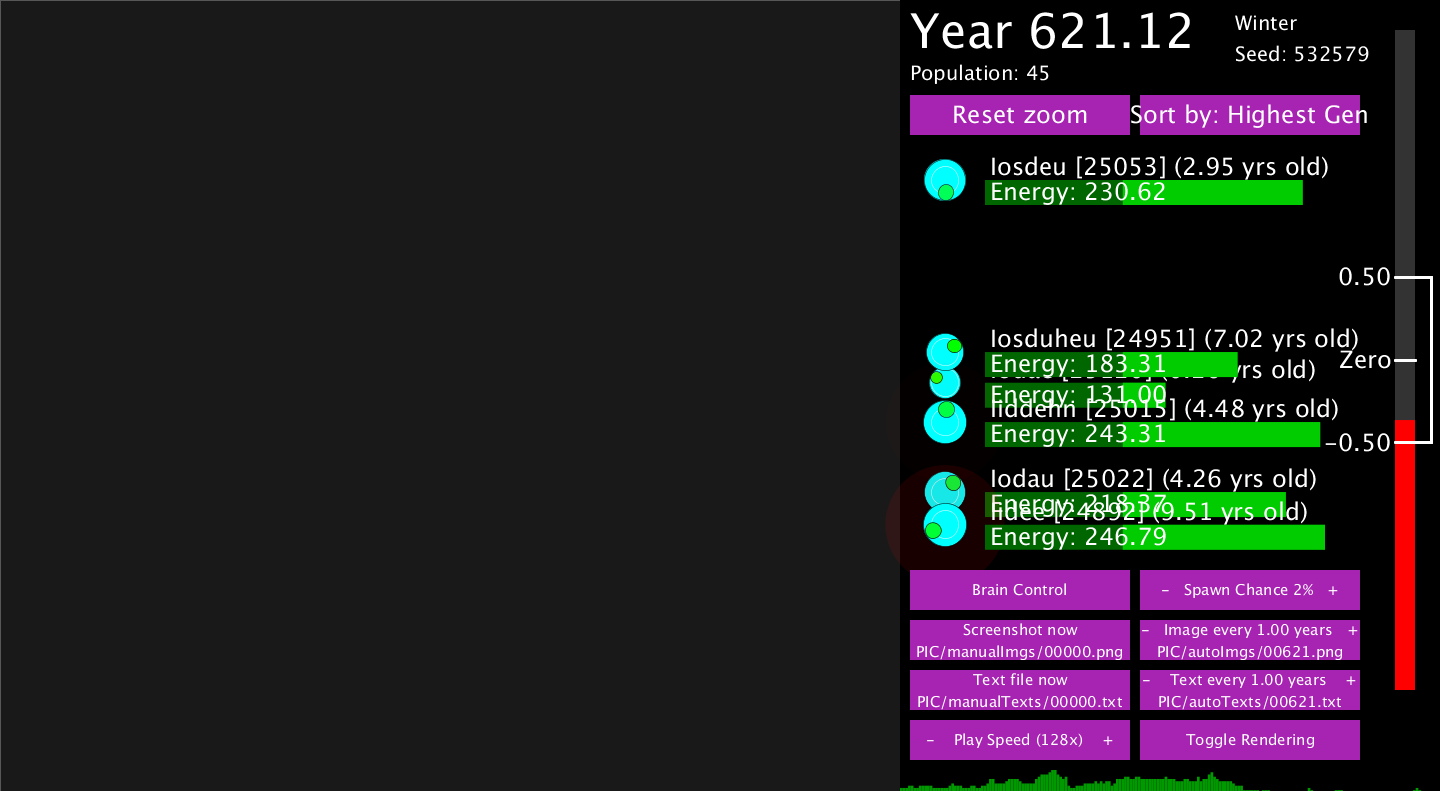 Year 621.12
Winter
Seed: 532579
Population: 45
Reset zoom
Sort by: Highest Gen
Iosdeu [25053] (2.95 yrs old)
Energy: 230.62
0.50
Iosduheu [24951] (7.02 yrs old)
Energy: 183.31
Zero
yrs old)
Energy: 131.00
Iiddehn [25015] (4.48 yrs old)
Energy: 243.31
-0.50
Iodau [25022] (4.26 yrs old)
Energy: 218.37
Iidee [24892] (9.51 yrs old)
Energy: 246.79
Brain Control
- Spawn Chance 2% +
Screenshot now
PIC/manualImgs/00000.png
- Image every 1.00 years +
PIC/autoImgs/00621.png
Text file now
PIC/manualTexts/00000.txt
- Text every 1.00 years +
PIC/autoTexts/00621.txt
- Play Speed (128x) +
Toggle Rendering